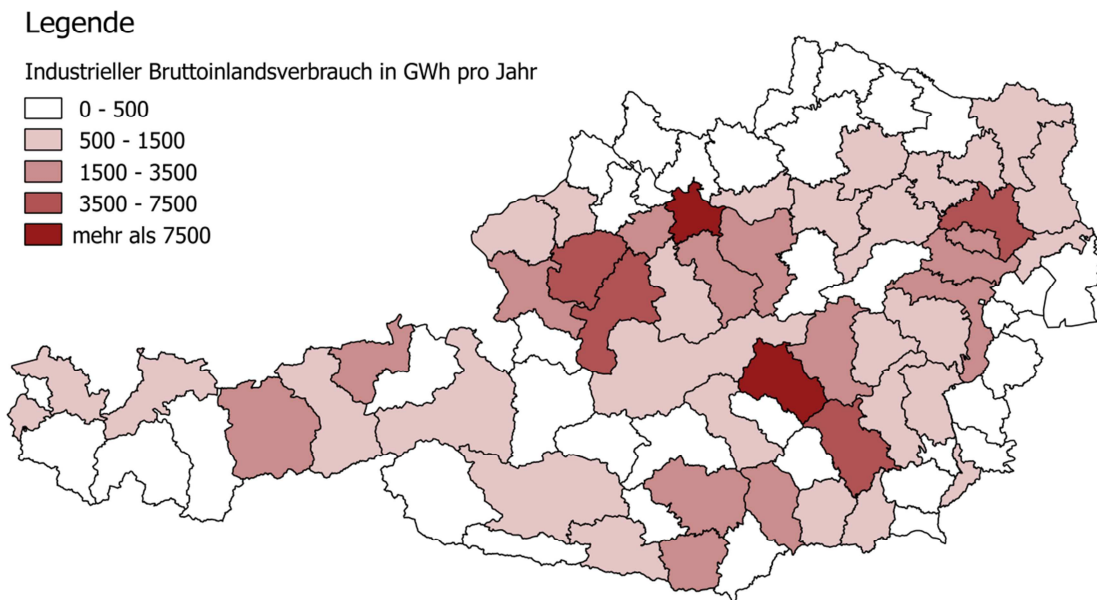 Legende
Industrieller Bruttoinlandsverbrauch in GWh pro Jahr
0 - 500
500 - 1500
1500 - 3500
3500 - 7500
mehr als 7500